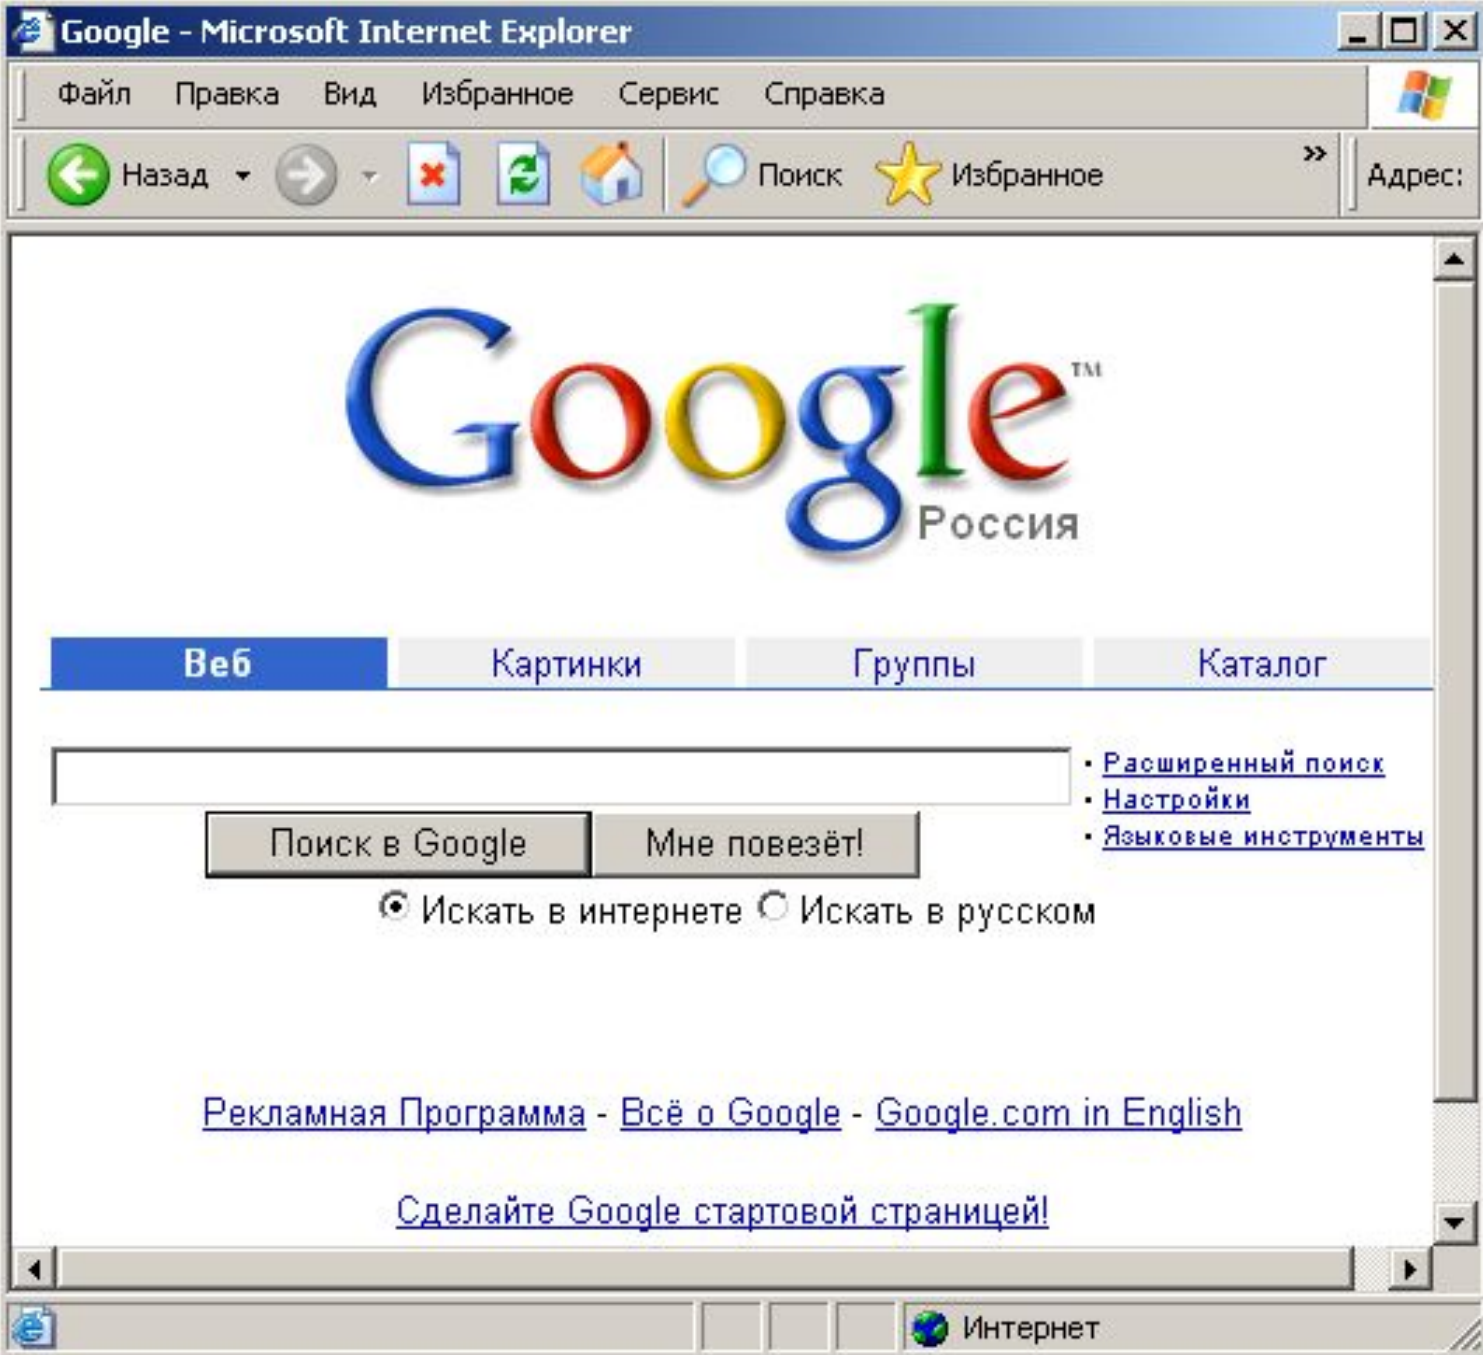 Google - Microsoft Internet Explorer
Файл Правка Вид Избранное Сервис Справка
Назад Поиск Избранное » Адрес:
Google™
Россия
Веб Картинки Группы Каталог
· Расширенный поиск
· Настройки
· Языковые инструменты
Поиск в Google Мне повезёт!
Искать в интернете Искать в русском
Рекламная Программа - Всё о Google - Google.com in English
Сделайте Google стартовой страницей!
Интернет